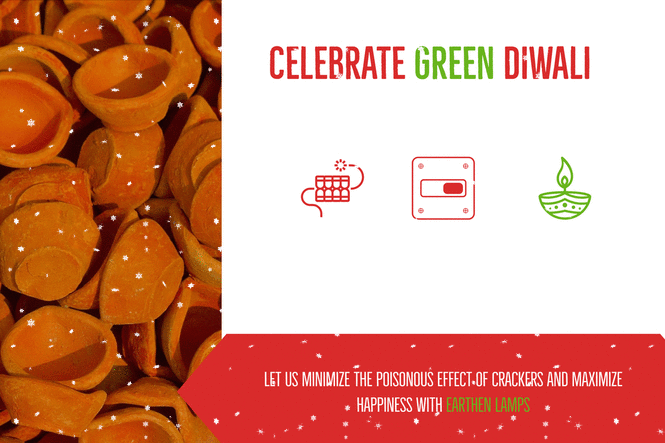 CELEBRATE GREEN DIWALI
LET US MINIMIZE THE POISONOUS EFFECT OF CRACKERS AND MAXIMIZE
HAPPINESS WITH EARTHEN LAMPS